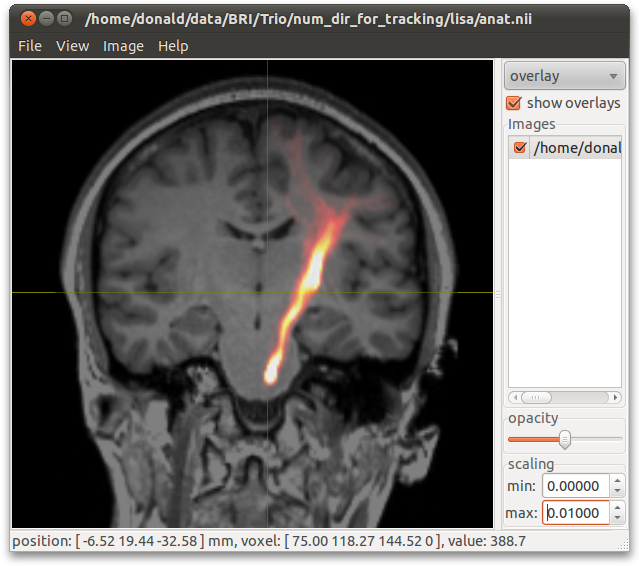 /home/donald/data/BRI/Trio/num_dir_for_tracking/lisa/anat.nii
File View Image Help
overlay
show overlays
Images
/home/donal
opacity
scaling
min: 0.00000
max: 0.01000
position: [ -6.52 19.44 -32.58 ] mm, voxel: [ 75.00 118.27 144.52 0 ], value: 388.7